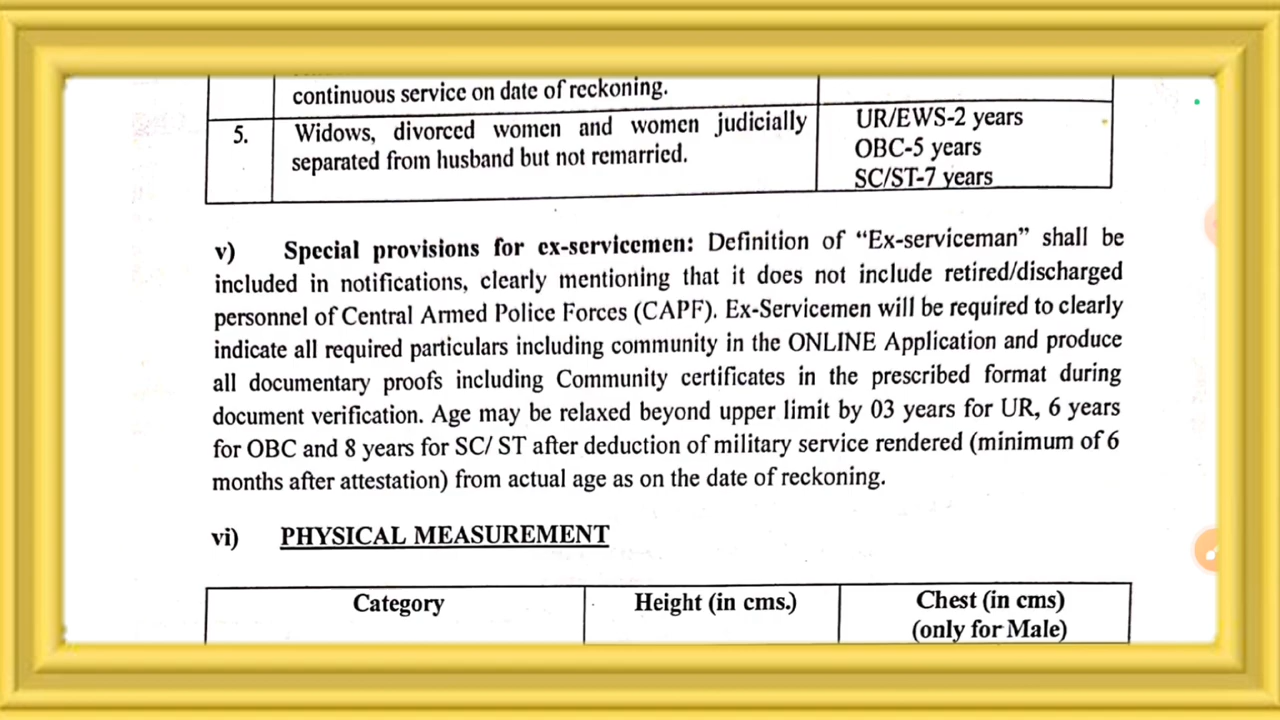 continuous service on date of reckoning.
5. Widows, divorced women and women judicially
separated from husband but not remarried.
UR/EWS-2 years
OBC-5 years
SC/ST-7 years
v) Special provisions for ex-servicemen: Definition of “Ex-serviceman” shall be
included in notifications, clearly mentioning that it does not include retired/discharged
personnel of Central Armed Police Forces (CAPF). Ex-Servicemen will be required to clearly
indicate all required particulars including community in the ONLINE Application and produce
all documentary proofs including Community certificates in the prescribed format during
document verification. Age may be relaxed beyond upper limit by 03 years for UR, 6 years
for OBC and 8 years for SC/ ST after deduction of military service rendered (minimum of 6
months after attestation) from actual age as on the date of reckoning.
vi) PHYSICAL MEASUREMENT
Category Height (in cms.) Chest (in cms)
(only for Male)